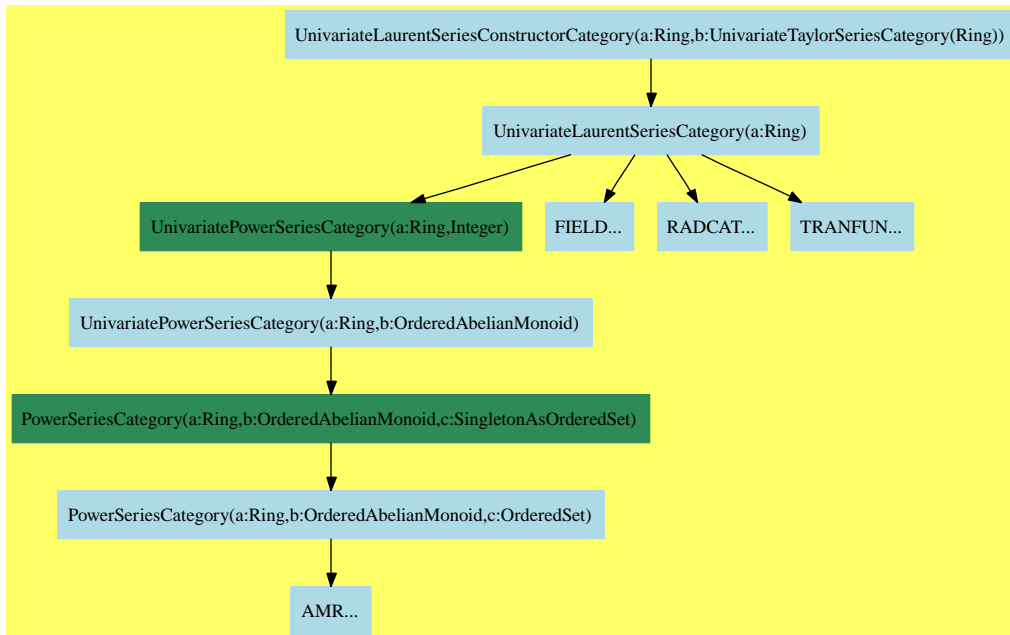 UnivariateLaurentSeriesConstructorCategory(a:Ring,b:UnivariateTaylorSeriesCategory(Ring))
UnivariateLaurentSeriesCategory(a:Ring)
UnivariatePowerSeriesCategory(a:Ring,Integer)
FIELD...
RADCAT...
TRANFUN...
UnivariatePowerSeriesCategory(a:Ring,b:OrderedAbelianMonoid)
PowerSeriesCategory(a:Ring,b:OrderedAbelianMonoid,c:SingletonAsOrderedSet)
PowerSeriesCategory(a:Ring,b:OrderedAbelianMonoid,c:OrderedSet)
AMR...